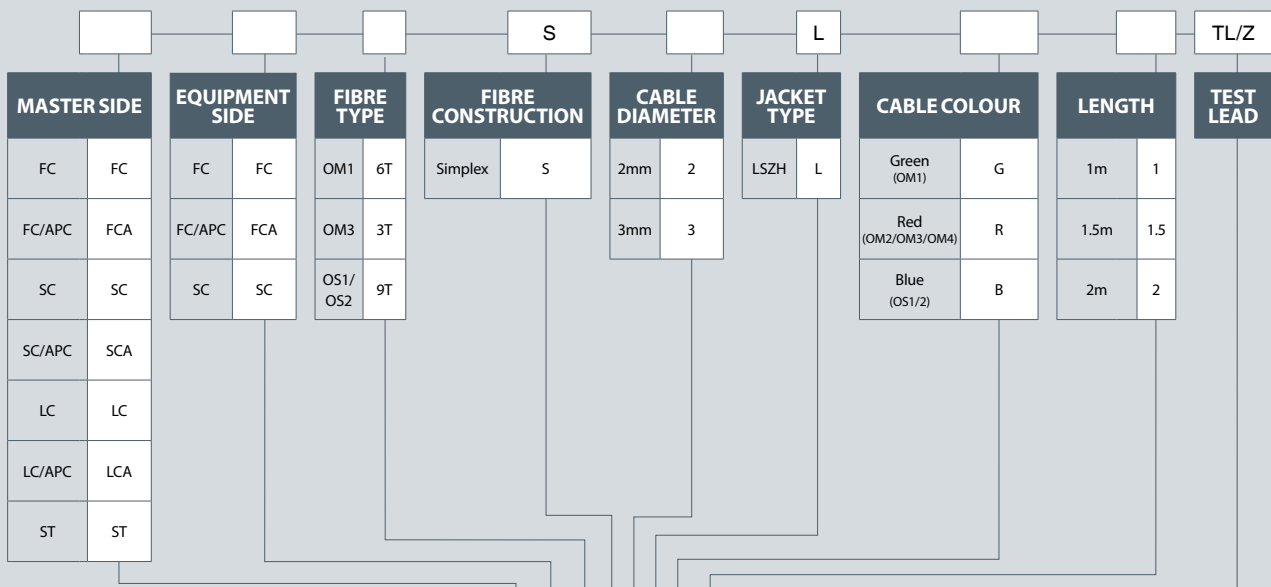 S L TL/Z
MASTER SIDE
FC FC
FC/APC FCA
SC SC
SC/APC SCA
LC LC
LC/APC LCA
ST ST
EQUIPMENT
SIDE
FC FC
FC/APC FCA
SC SC
FIBRE
TYPE
OM1 6T
OM3 3T
OS1/
OS2 9T
FIBRE
CONSTRUCTION
Simplex S
CABLE
DIAMETER
2mm 2
3mm 3
JACKET
TYPE
LSZH L
CABLE COLOUR
Green
(OM1) G
Red
(OM2/OM3/OM4) R
Blue
(OS1/2) B
LENGTH
1m 1
1.5m 1.5
2m 2
TEST
LEAD